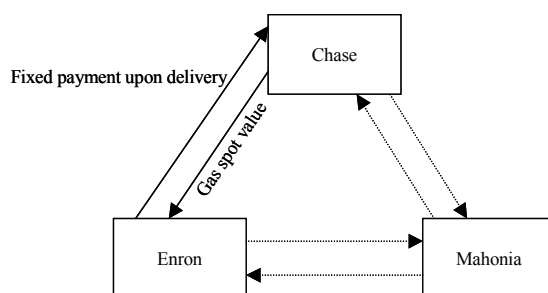 Chase
Fixed payment upon delivery
Gas spot value
Enron
Mahonia